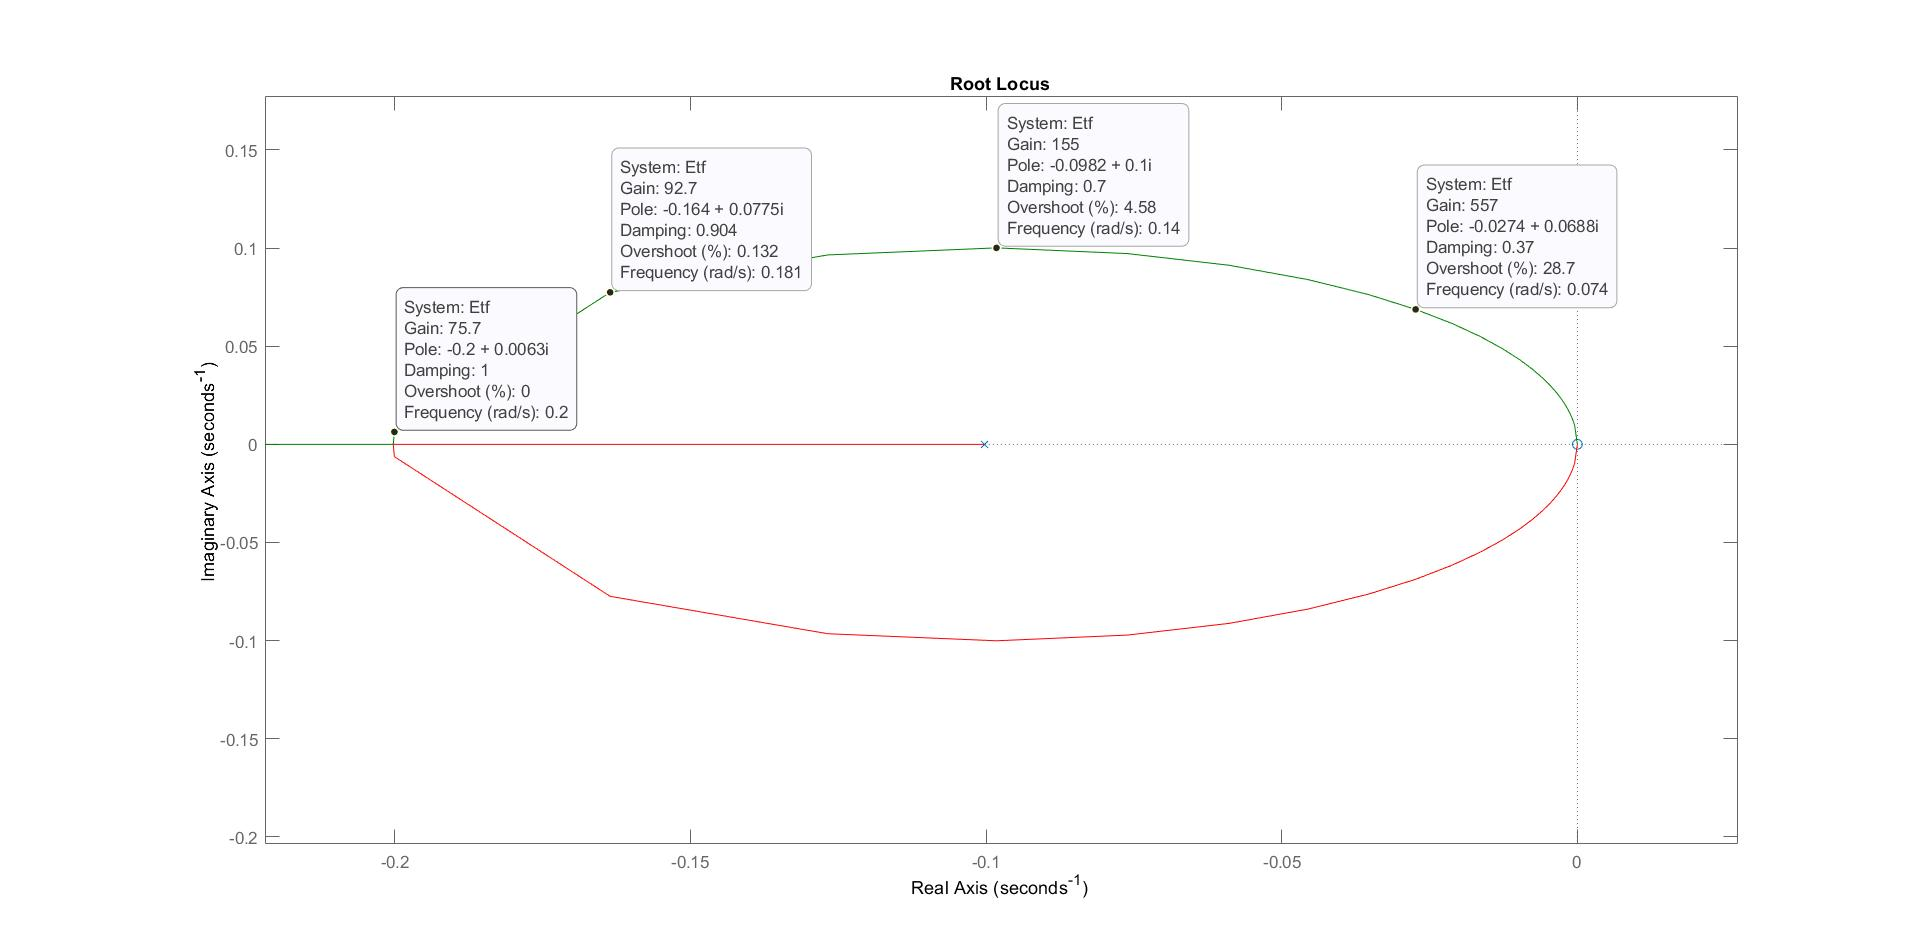 Root Locus
System: Etf
Gain: 155
Pole: -0.0982 + 0.1i
Damping: 0.7
Overshoot (%): 4.58
Frequency (rad/s): 0.14
System: Etf
Gain: 92.7
Pole: -0.164 + 0.0775i
Damping: 0.904
Overshoot (%): 0.132
Frequency (rad/s): 0.181
System: Etf
Gain: 557
Pole: -0.0274 + 0.0688i
Damping: 0.37
Overshoot (%): 28.7
Frequency (rad/s): 0.074
System: Etf
Gain: 75.7
Pole: -0.2 + 0.0063i
Damping: 1
Overshoot (%): 0
Frequency (rad/s): 0.2
Imaginary Axis (seconds⁻¹)
0.15
0.1
0.05
0
-0.05
-0.1
-0.15
-0.2
-0.2 -0.15 -0.1 -0.05 0
Real Axis (seconds⁻¹)